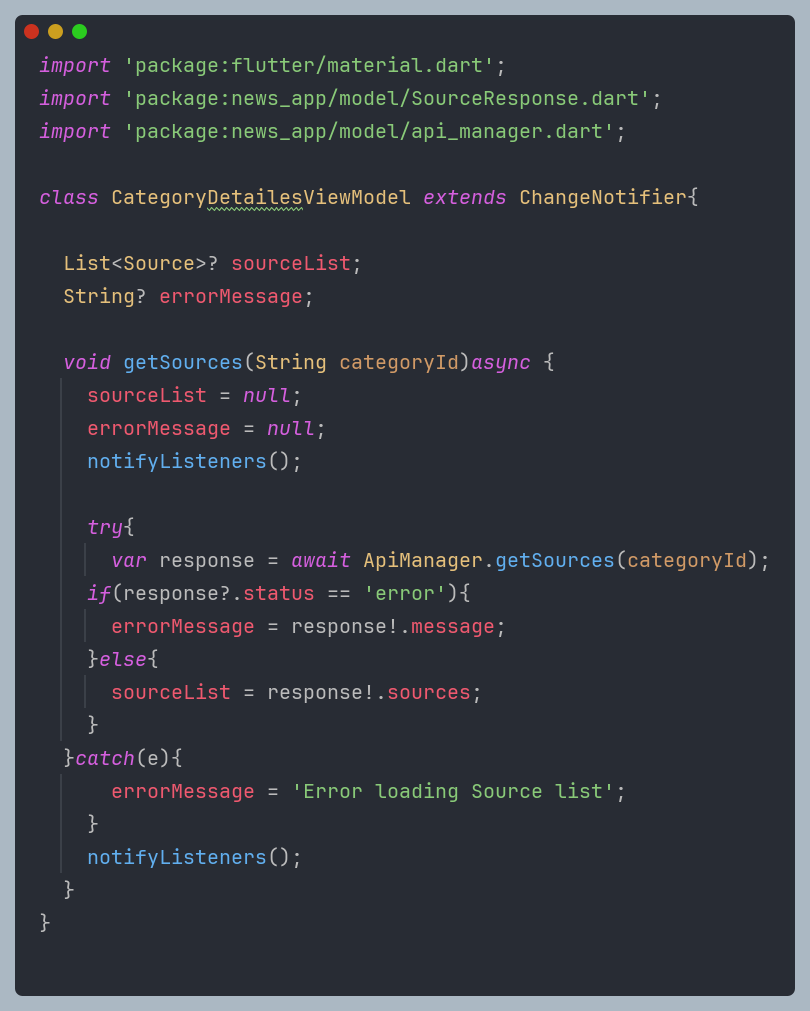 import 'package:flutter/material.dart';
import 'package:news_app/model/SourceResponse.dart';
import 'package:news_app/model/api_manager.dart';

class CategoryDetailesViewModel extends ChangeNotifier{

  List<Source>? sourceList;
  String? errorMessage;

  void getSources(String categoryId)async {
    sourceList = null;
    errorMessage = null;
    notifyListeners();

    try{
      var response = await ApiManager.getSources(categoryId);
    if(response?.status == 'error'){
      errorMessage = response!.message;
    }else{
      sourceList = response!.sources;
    }
  }catch(e){
      errorMessage = 'Error loading Source list';
    }
    notifyListeners();
  }
}